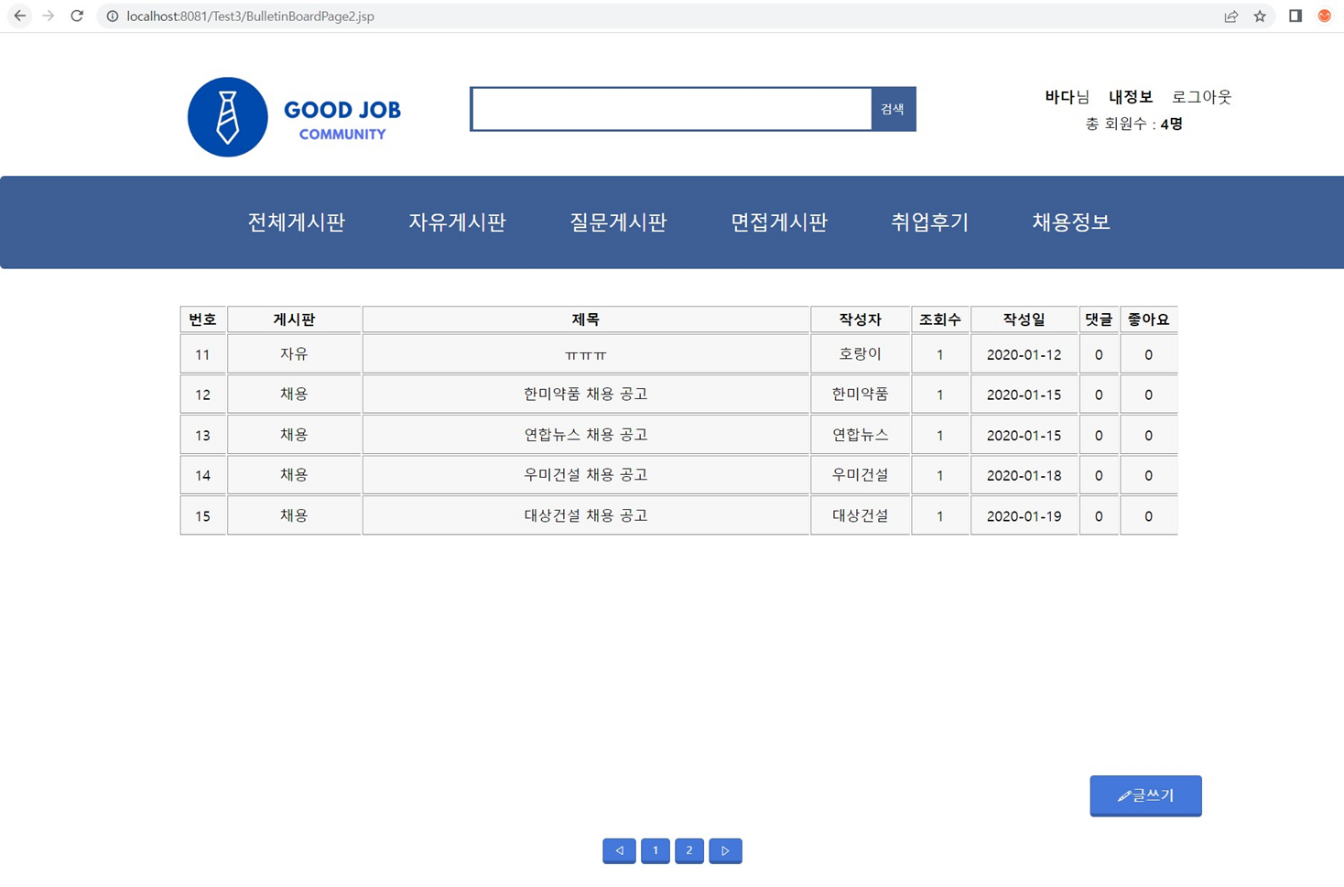 localhost:8081/Test3/BulletinBoardPage2.jsp
GOOD JOB
COMMUNITY
검색
바다님 내정보 로그아웃
총 회원수 : 4명
전체게시판 자유게시판 질문게시판 면접게시판 취업후기 채용정보
번호 게시판 제목 작성자 조회수 작성일 댓글 좋아요
11 자유 ㅠㅠㅠ 호랑이 1 2020-01-12 0 0
12 채용 한미약품 채용 공고 한미약품 1 2020-01-15 0 0
13 채용 연합뉴스 채용 공고 연합뉴스 1 2020-01-15 0 0
14 채용 우미건설 채용 공고 우미건설 1 2020-01-18 0 0
15 채용 대상건설 채용 공고 대상건설 1 2020-01-19 0 0
글쓰기
1 2